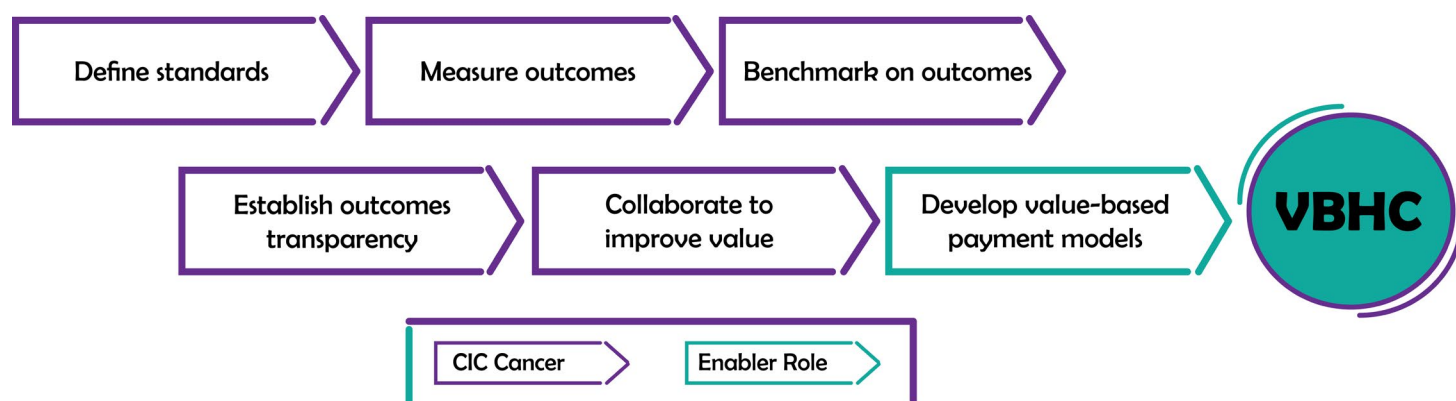 Define standards
Measure outcomes
Benchmark on outcomes
Establish outcomes
transparency
Collaborate to
improve value
Develop value-based
payment models
VBHC
CIC Cancer
Enabler Role